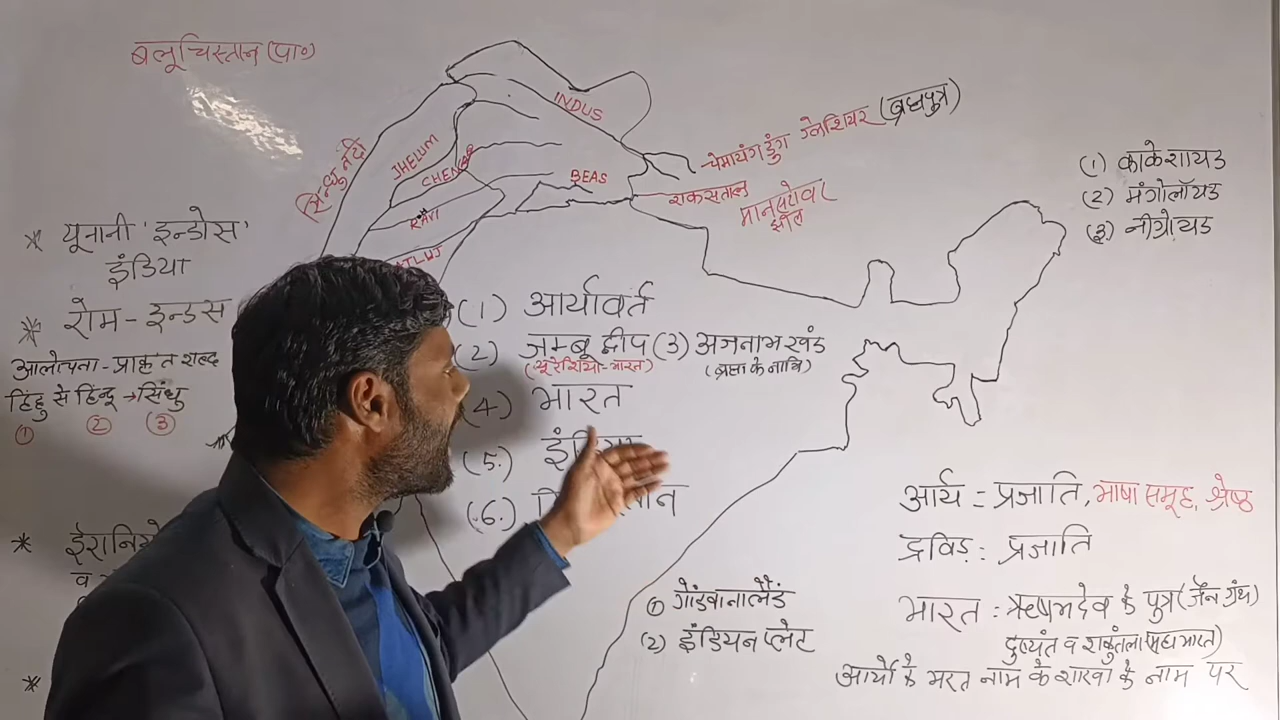 बलूचिस्तान (पा०)
सिन्धु नदी
INDUS
JHELUM
CHENAB
RAVI
BEAS
चेमायंग डुंग ग्लेशियर (ब्रह्मपुत्र)
राकसताल
मानसरोवर
झील
(1) काकेशायड
(2) मंगोलॉयड
(३) नीग्रोयड
* यूनानी 'इन्डोस'
इंडिया
* रोम - इन्डस
आलोचना - प्राकृत शब्द
हिंदु से हिन्दू → सिंधु
① ② ③
(1) आर्यावर्त
(2) जम्बू द्वीप (3) अजनाभ खंड
(यूरेशिया - भारत) (ब्रह्मा के नाभि)
(4) भारत
(5.)
(6.)
① गोंडवानालैंड
(2) इंडियन प्लेट
आर्य = प्रजाति, भाषा समूह, श्रेष्ठ
द्रविड़ : प्रजाति
भारत : ऋषभदेव के पुत्र (जैन ग्रंथ)
दुष्यंत व शकुंतला (महाभारत)
आर्यो के भरत नाम के शाखा के नाम पर